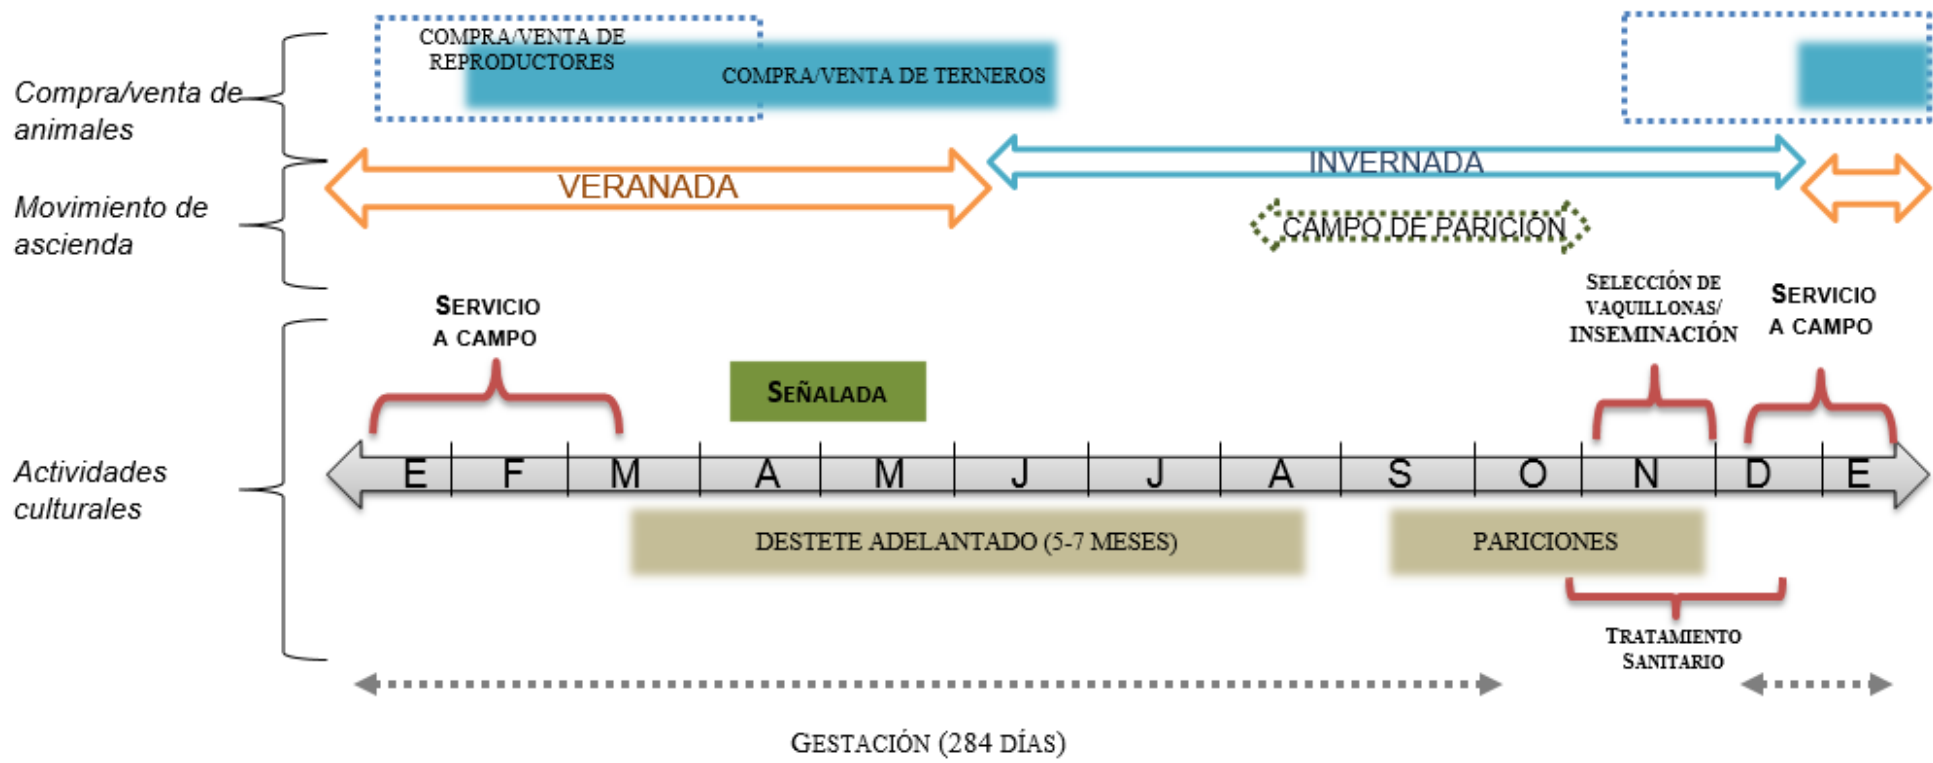 COMPRA/VENTA DE
REPRODUCTORES
COMPRA/VENTA DE TERNEROS
Compra/venta de
animales
VERANADA
INVERNADA
Movimiento de
ascienda
CAMPO DE PARICIÓN
SERVICIO
A CAMPO
SELECCIÓN DE
VAQUILLONAS/
INSEMINACIÓN
SERVICIO
A CAMPO
SEÑALADA
Actividades
culturales
E F M A M J J A S O N D E
DESTETE ADELANTADO (5-7 MESES)
PARICIONES
TRATAMIENTO
SANITARIO
GESTACIÓN (284 DÍAS)